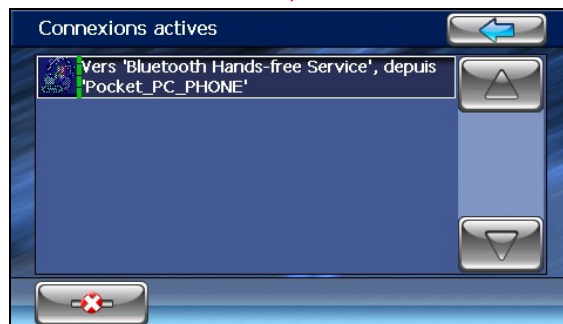 Connexions actives
Vers 'Bluetooth Hands-free Service', depuis
'Pocket_PC_PHONE'